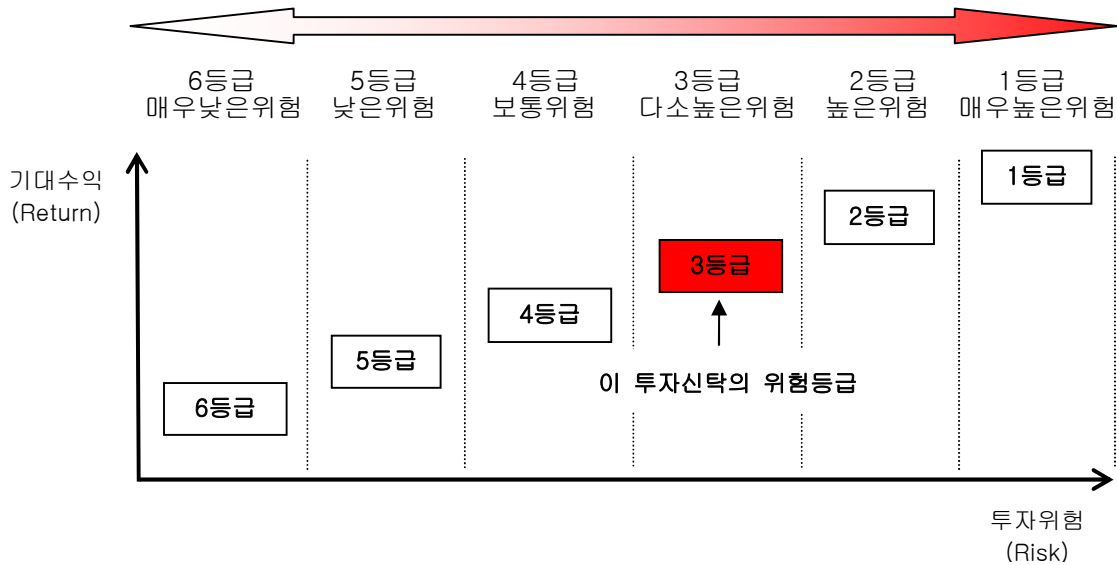 6등급
매우낮은위험
5등급
낮은위험
4등급
보통위험
3등급
다소높은위험
2등급
높은위험
1등급
매우높은위험
기대수익
(Return)
1등급
2등급
3등급
4등급
5등급
이 투자신탁의 위험등급
6등급
투자위험
(Risk)